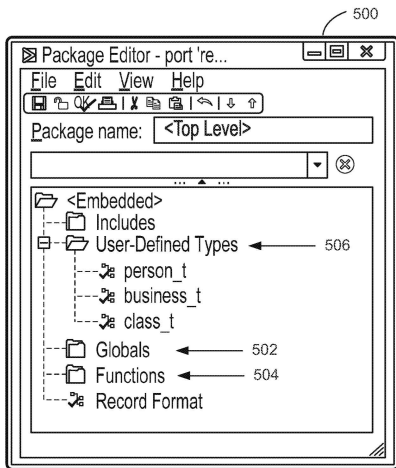 500
Package Editor - port 're...
File Edit View Help
OK
Package name: <Top Level>
<Embedded>
Includes
User-Defined Types 506
person_t
business_t
class_t
Globals 502
Functions 504
Record Format